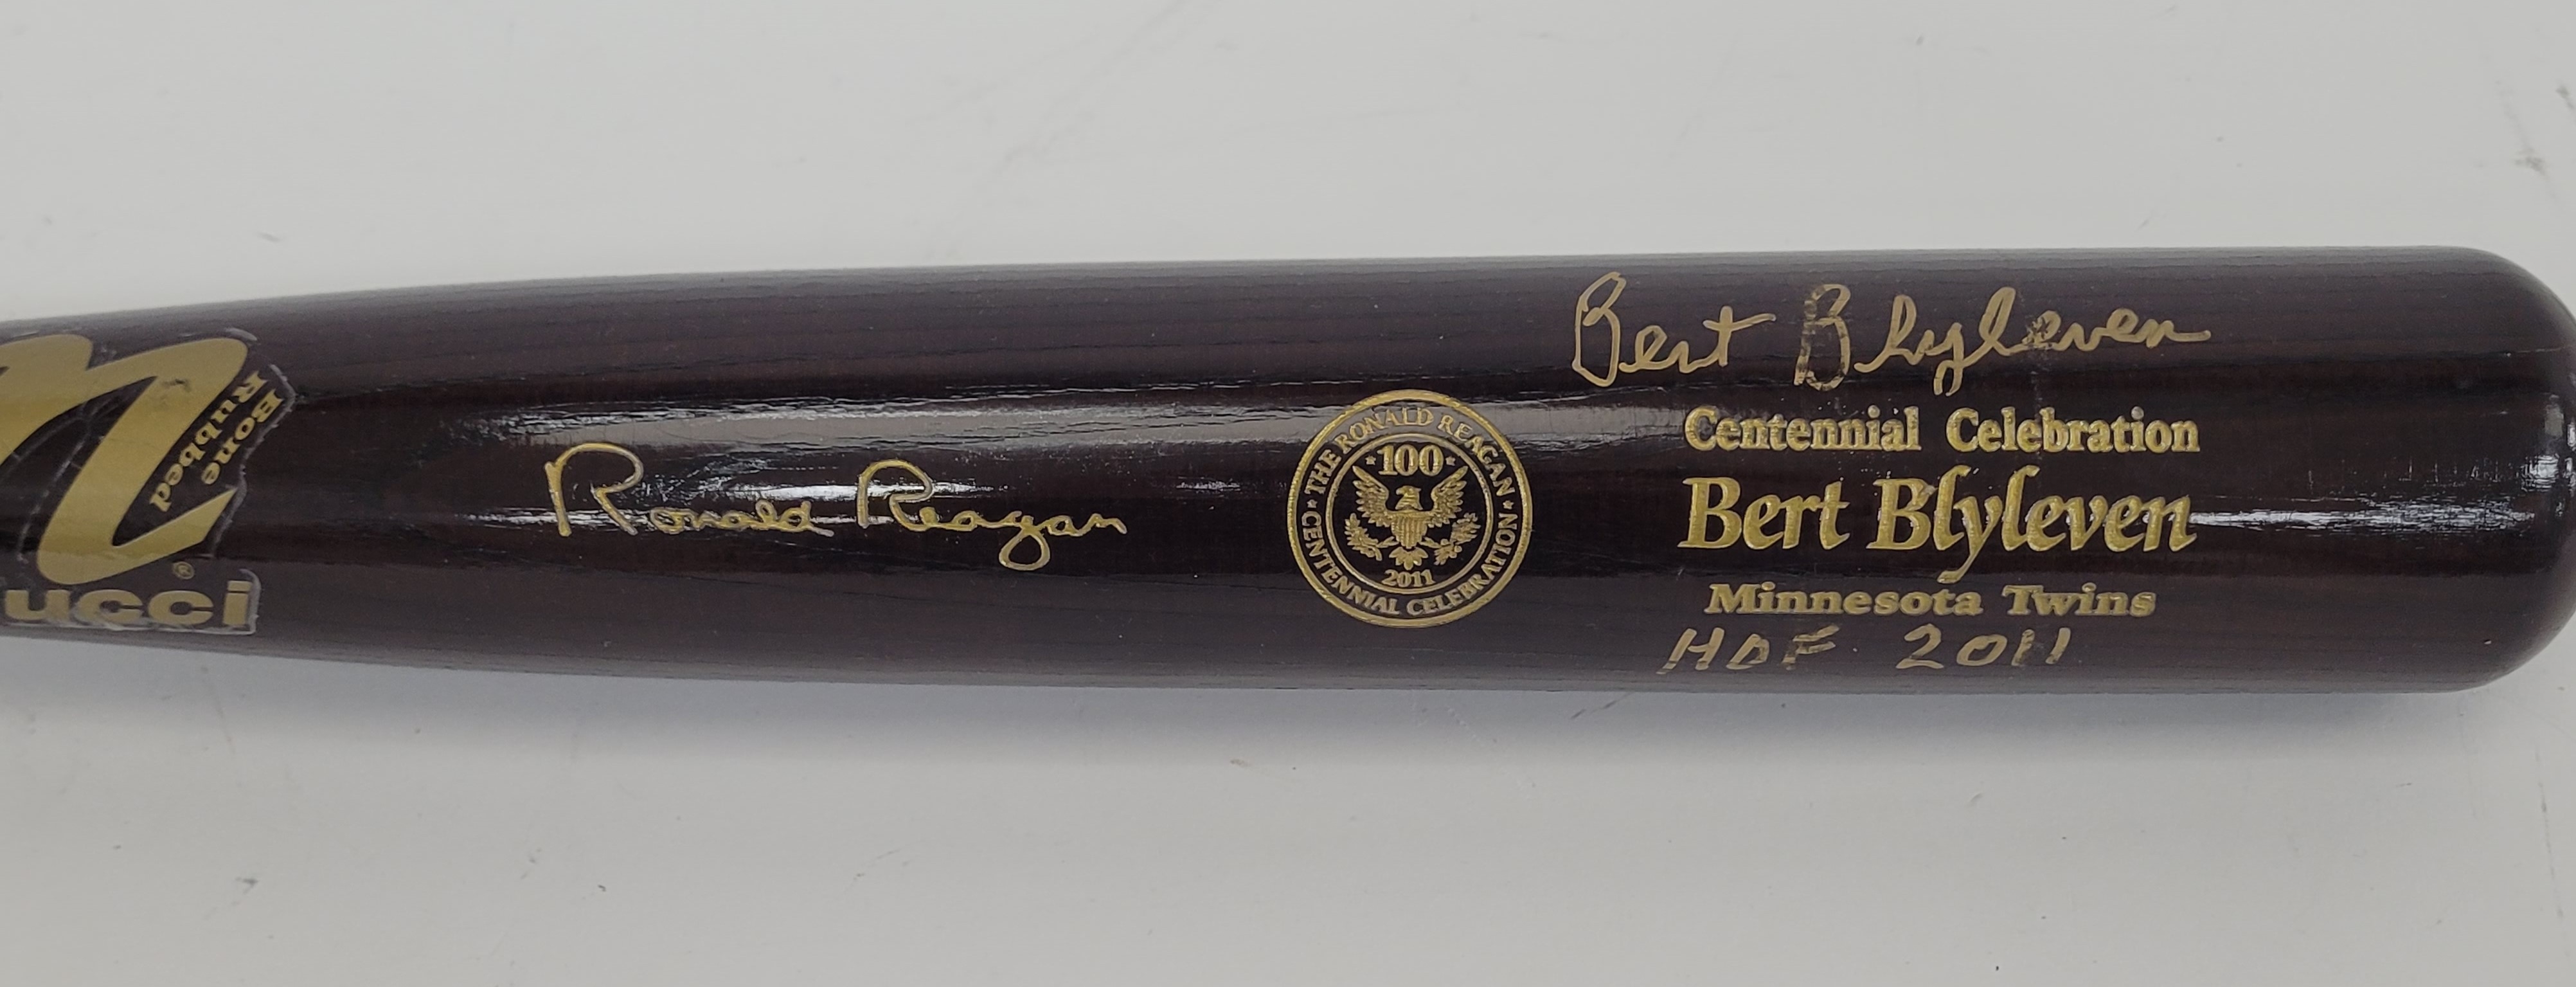 Bone
Rubbed
®
ucci
Ronald Reagan
THE RONALD REAGAN
100
2011
CENTENNIAL CELEBRATION
Bert Blyleven
Centennial Celebration
Bert Blyleven
Minnesota Twins
HOF 2011